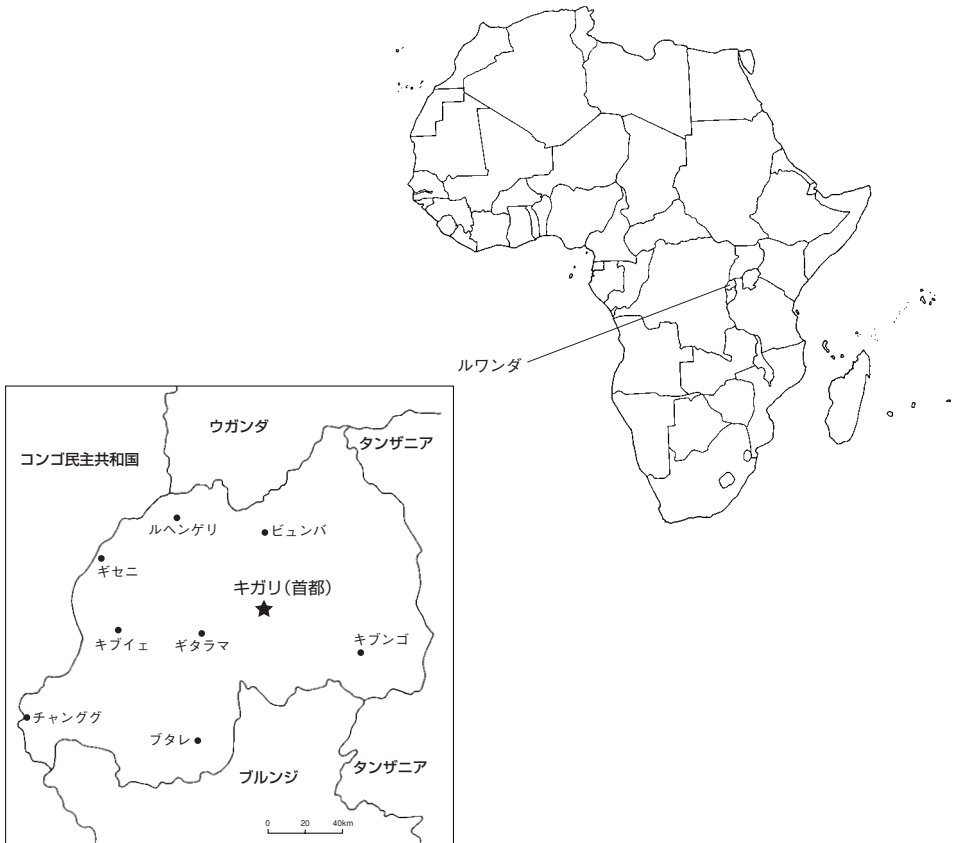 ルワンダ
ウガンダ
タンザニア
コンゴ民主共和国
ルヘンゲリ
ビュンバ
ギセニ
キガリ(首都)
キブイェ
ギタラマ
キブンゴ
チャングク
ブタレ
ブルンジ
タンザニア
0 20 40km